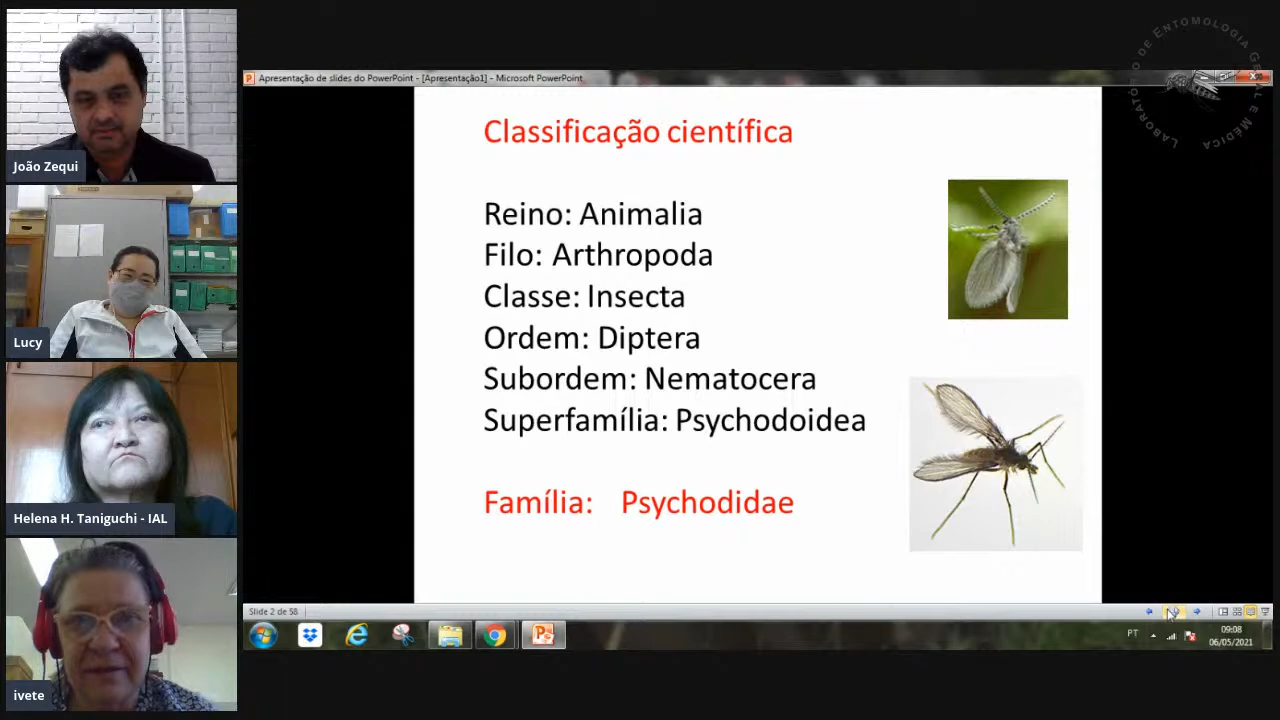 João Zequi
Lucy
Helena H. Taniguchi - IAL
ivete
Apresentação de slides do PowerPoint - [Apresentação1] - Microsoft PowerPoint
LABORATÓRIO DE ENTOMOLOGIA GERAL E MÉDICA
Classificação científica
Reino: Animalia
Filo: Arthropoda
Classe: Insecta
Ordem: Diptera
Subordem: Nematocera
Superfamília: Psychodoidea
Família: Psychodidae
Slide 2 de 58
PT
09:08
06/05/2021